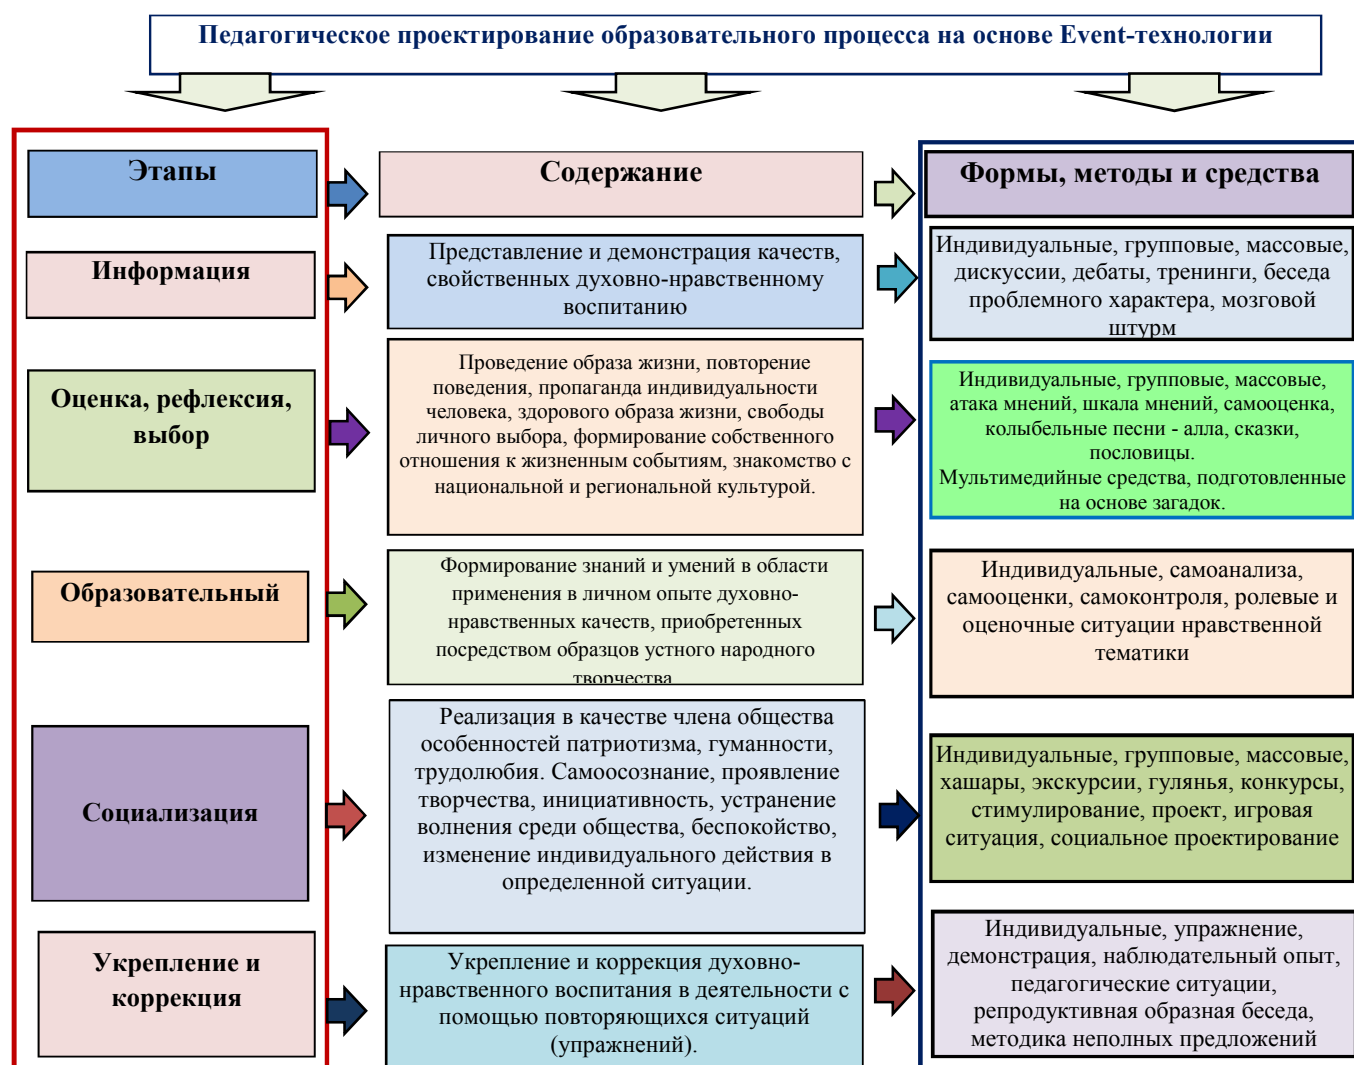 Педагогическое проектирование образовательного процесса на основе Event-технологии
Этапы
Содержание
Формы, методы и средства
Информация
Представление и демонстрация качеств,
свойственных духовно-нравственному
воспитанию
Индивидуальные, групповые, массовые,
дискуссии, дебаты, тренинги, беседа
проблемного характера, мозговой
штурм
Оценка, рефлексия,
выбор
Проведение образа жизни, повторение
поведения, пропаганда индивидуальности
человека, здорового образа жизни, свободы
личного выбора, формирование собственного
отношения к жизненным событиям, знакомство с
национальной и региональной культурой.
Индивидуальные, групповые, массовые,
атака мнений, шкала мнений, самооценка,
колыбельные песни - алла, сказки,
пословицы.
Мультимедийные средства, подготовленные
на основе загадок.
Образовательный
Формирование знаний и умений в области
применения в личном опыте духовно-
нравственных качеств, приобретенных
посредством образцов устного народного
творчества
Индивидуальные, самоанализа,
самооценки, самоконтроля, ролевые и
оценочные ситуации нравственной
тематики
Социализация
Реализация в качестве члена общества
особенностей патриотизма, гуманности,
трудолюбия. Самоосознание, проявление
творчества, инициативность, устранение
волнения среди общества, беспокойство,
изменение индивидуального действия в
определенной ситуации.
Индивидуальные, групповые, массовые,
хашары, экскурсии, гулянья, конкурсы,
стимулирование, проект, игровая
ситуация, социальное проектирование
Укрепление и
коррекция
Укрепление и коррекция духовно-
нравственного воспитания в деятельности с
помощью повторяющихся ситуаций
(упражнений).
Индивидуальные, упражнение,
демонстрация, наблюдательный опыт,
педагогические ситуации,
репродуктивная образная беседа,
методика неполных предложений